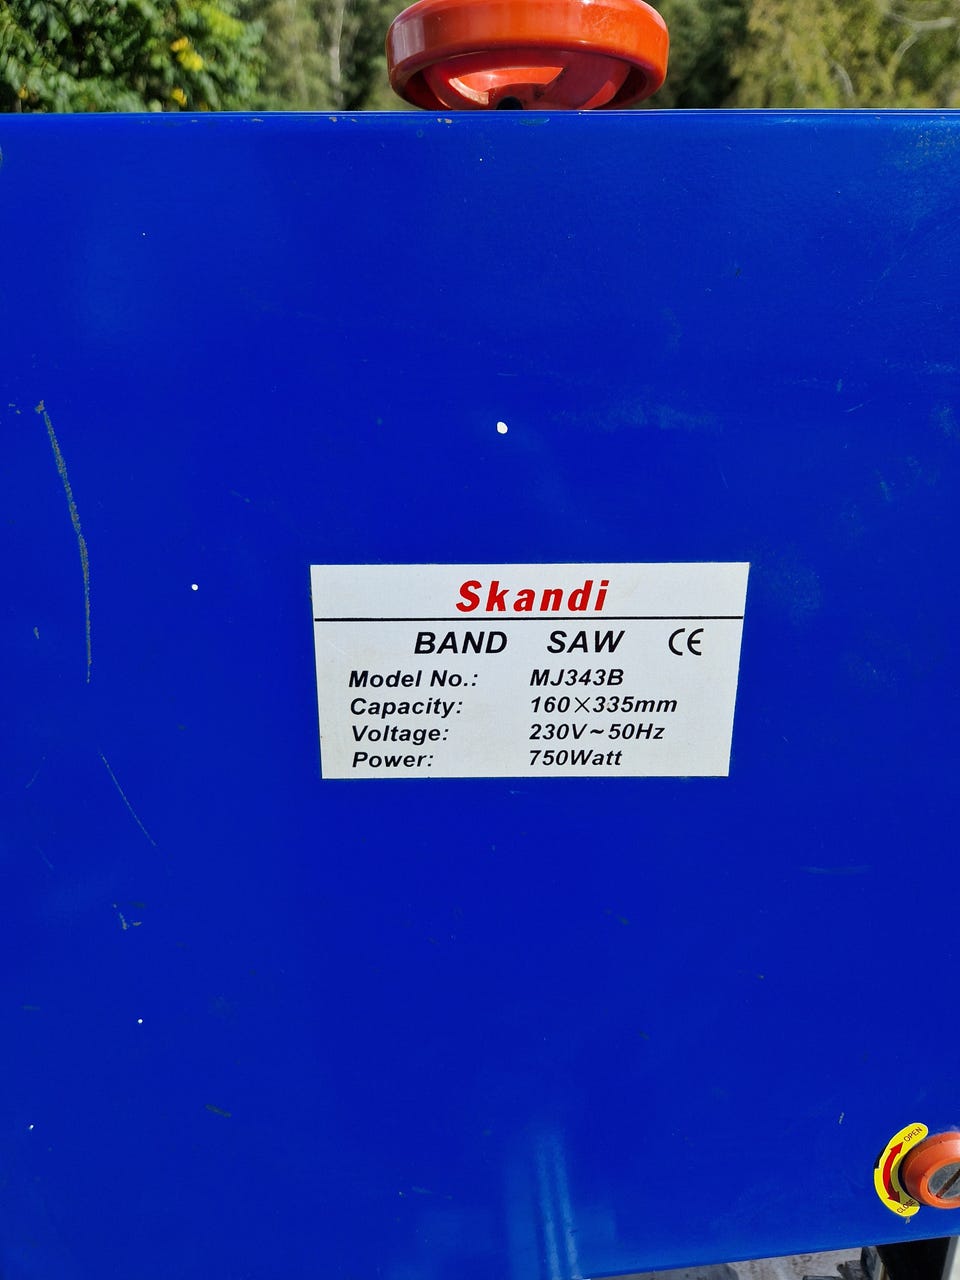 Skandi
BAND SAW CE
Model No.: MJ343B
Capacity: 160×335mm
Voltage: 230V~50Hz
Power: 750Watt
OPEN
CLOSE